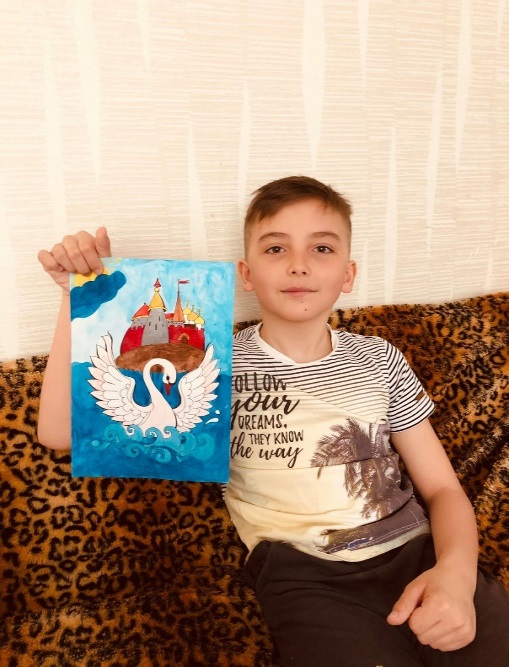 FOLLOW
your
DREAMS,
THEY KNOW
the way